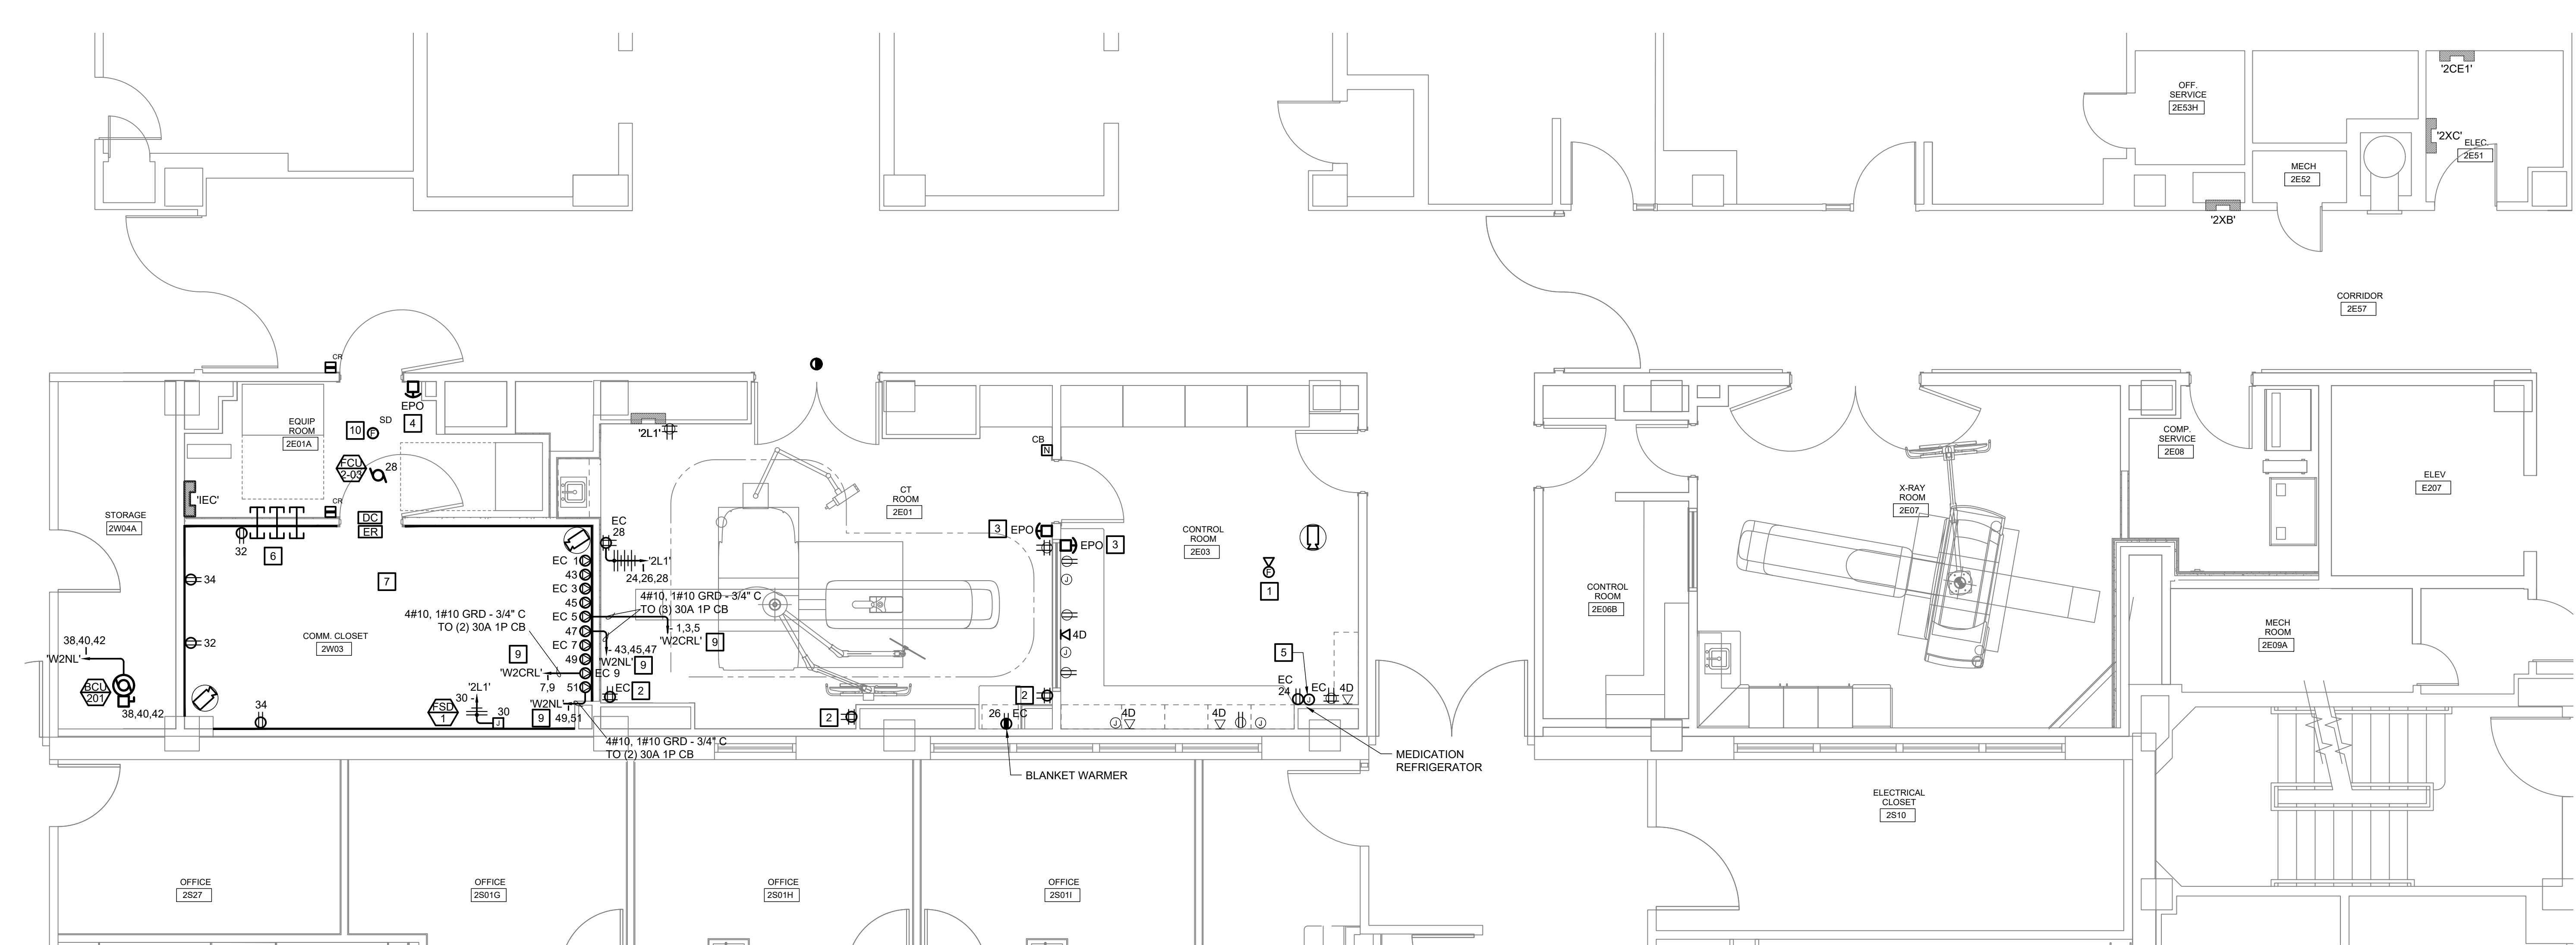 '2CE1'
OFF.
SERVICE
2E53H
'2XC'
ELEC.
2E51
MECH
2E52
'2XB'
CORRIDOR
2E57
CR
EPO
4
SD
10
F
EQUIP
ROOM
2E01A
FCU
2-03
28
'IEC'
CR
DC
ER
32
6
STORAGE
2W04A
34
7
32
COMM. CLOSET
2W03
38,40,42
'W2NL'
BCU
201
38,40,42
34
FSD
1
'2L1'
30
30
J
'2L1'
EC
28
'2L1'
24,26,28
EC 1
43
EC 3
45
EC 5
47
EC 7
49
EC 9
51
4#10, 1#10 GRD - 3/4" C
TO (2) 30A 1P CB
4#10, 1#10 GRD - 3/4" C
TO (3) 30A 1P CB
1,3,5
'W2CRL'
9
43,45,47
'W2NL'
9
9
'W2CRL'
7,9
'W2NL'
9
49,51
EC
2
4#10, 1#10 GRD - 3/4" C
TO (2) 30A 1P CB
CT
ROOM
2E01
CB
N
3
EPO
EPO
3
J
4D
J
2
2
26
EC
BLANKET WARMER
CONTROL
ROOM
2E03
F
1
5
EC
24
J
EC
4D
J
4D
4D
J
MEDICATION
REFRIGERATOR
CONTROL
ROOM
2E06B
X-RAY
ROOM
2E07
COMP.
SERVICE
2E08
ELEV
E207
MECH
ROOM
2E09A
ELECTRICAL
CLOSET
2S10
OFFICE
2S27
OFFICE
2S01G
OFFICE
2S01H
OFFICE
2S01I